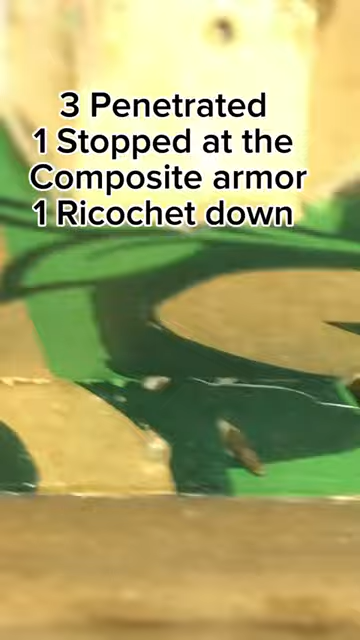 3 Penetrated
1 Stopped at the
Composite armor
1 Ricochet down